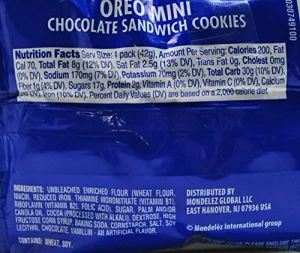 OREO MINI
CHOCOLATE SANDWICH COOKIES
Nutrition Facts Serv Size: 1 pack (42g), Amount Per Serving: Calories 200, Fat
Cal 70, Total Fat 8g (12% DV), Sat Fat 2.5g (13% DV), Trans Fat 0g, Cholest 0mg
(0% DV), Sodium 170mg (7% DV), Potassium 70mg (2% DV), Total Carb 30g (10% DV),
Fiber 1g (4% DV), Sugars 17g, Protein 2g, Vitamin A (0% DV), Vitamin C (0% DV), Calcium
DV), Iron (10% DV). Percent Daily Values (DV) are based on a 2,000 calorie diet.
INGREDIENTS: UNBLEACHED ENRICHED FLOUR (WHEAT FLOUR,
NIACIN, REDUCED IRON, THIAMINE MONONITRATE {VITAMIN B1},
RIBOFLAVIN {VITAMIN B2}, FOLIC ACID), SUGAR, PALM AND/OR
CANOLA OIL, COCOA (PROCESSED WITH ALKALI), DEXTROSE, HIGH
FRUCTOSE CORN SYRUP, BAKING SODA, CORNSTARCH, SALT, SOY
LECITHIN, CHOCOLATE, VANILLIN - AN ARTIFICIAL FLAVOR.
CONTAINS: WHEAT, SOY.
DISTRIBUTED BY
MONDELEZ GLOBAL LLC
EAST HANOVER, NJ 07936 USA
Mondelēz International group